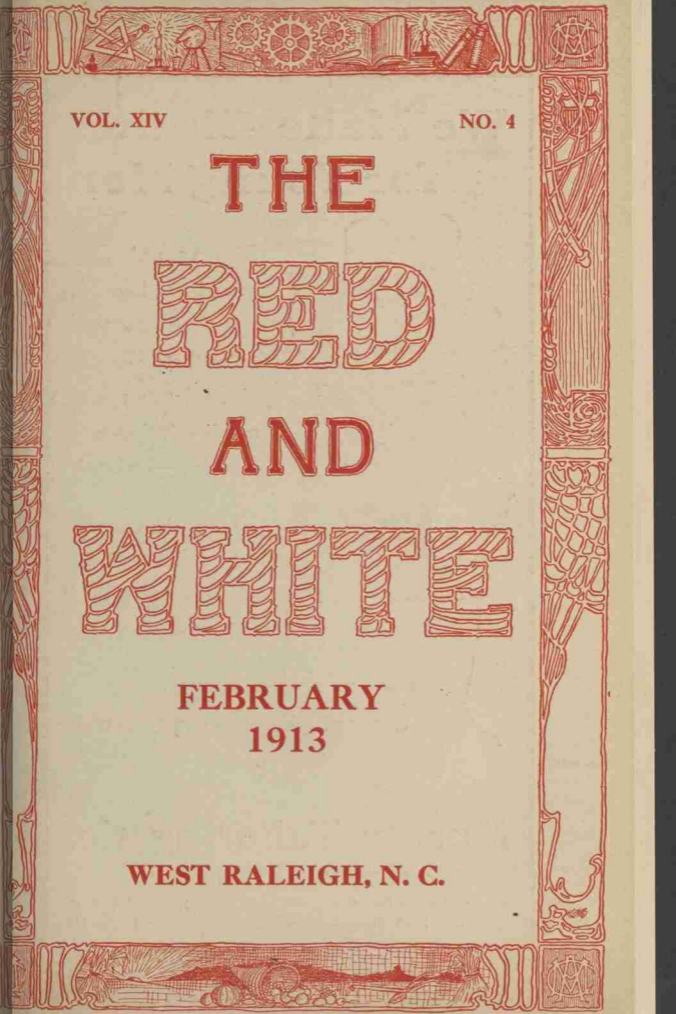 VOL. XIV NO. 4
THE
RED
AND
WHITE
FEBRUARY
1913
WEST RALEIGH, N. C.